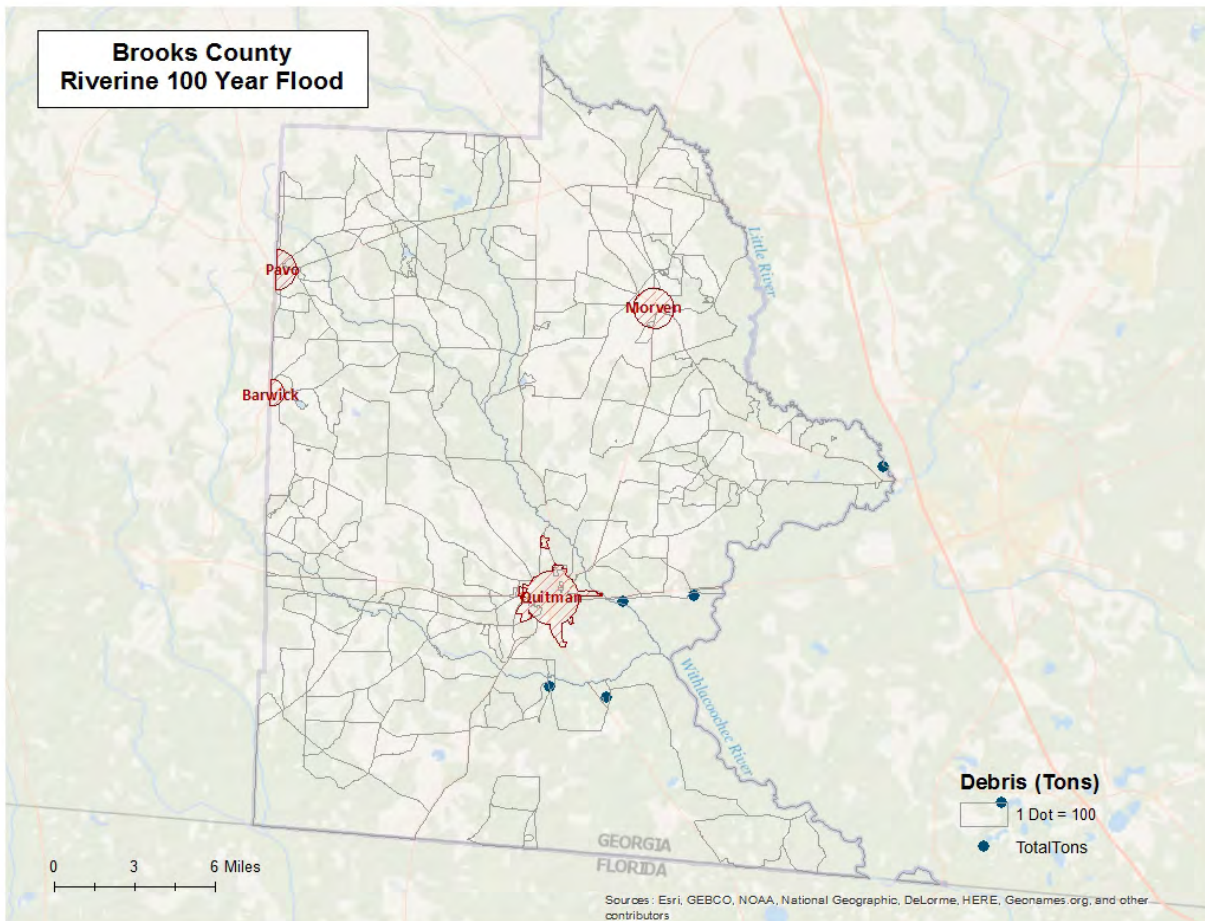 Brooks County
Riverine 100 Year Flood
Little River
Pavo
Morven
Barwick
Quitman
Withlacoochee River
Debris (Tons)
1 Dot = 100
TotalTons
GEORGIA
FLORIDA
0 3 6 Miles
Sources: Esri, GEBCO, NOAA, National Geographic, DeLorme, HERE, Geonames.org, and other
contributors